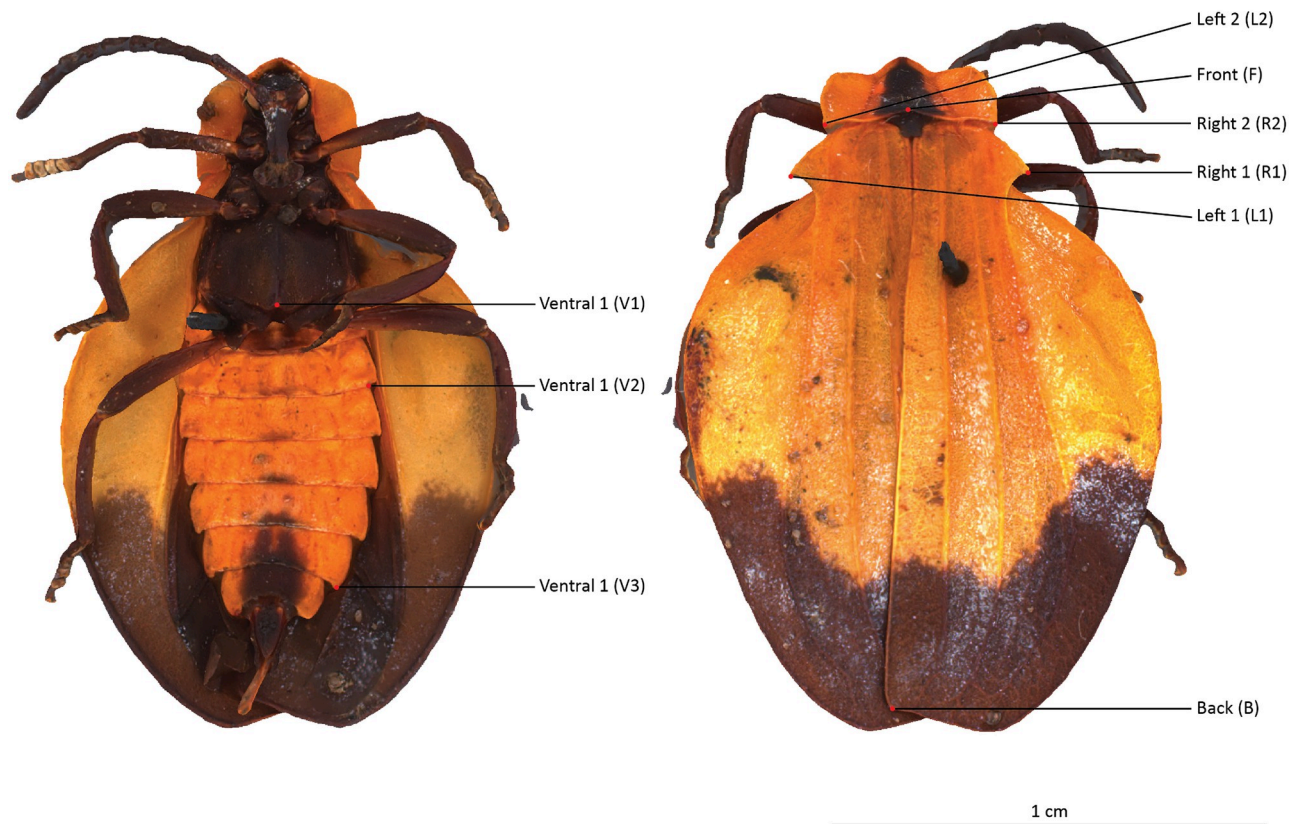 Left 2 (L2)
Front (F)
Right 2 (R2)
Right 1 (R1)
Left 1 (L1)
Ventral 1 (V1)
Ventral 1 (V2)
Ventral 1 (V3)
Back (B)
1 cm